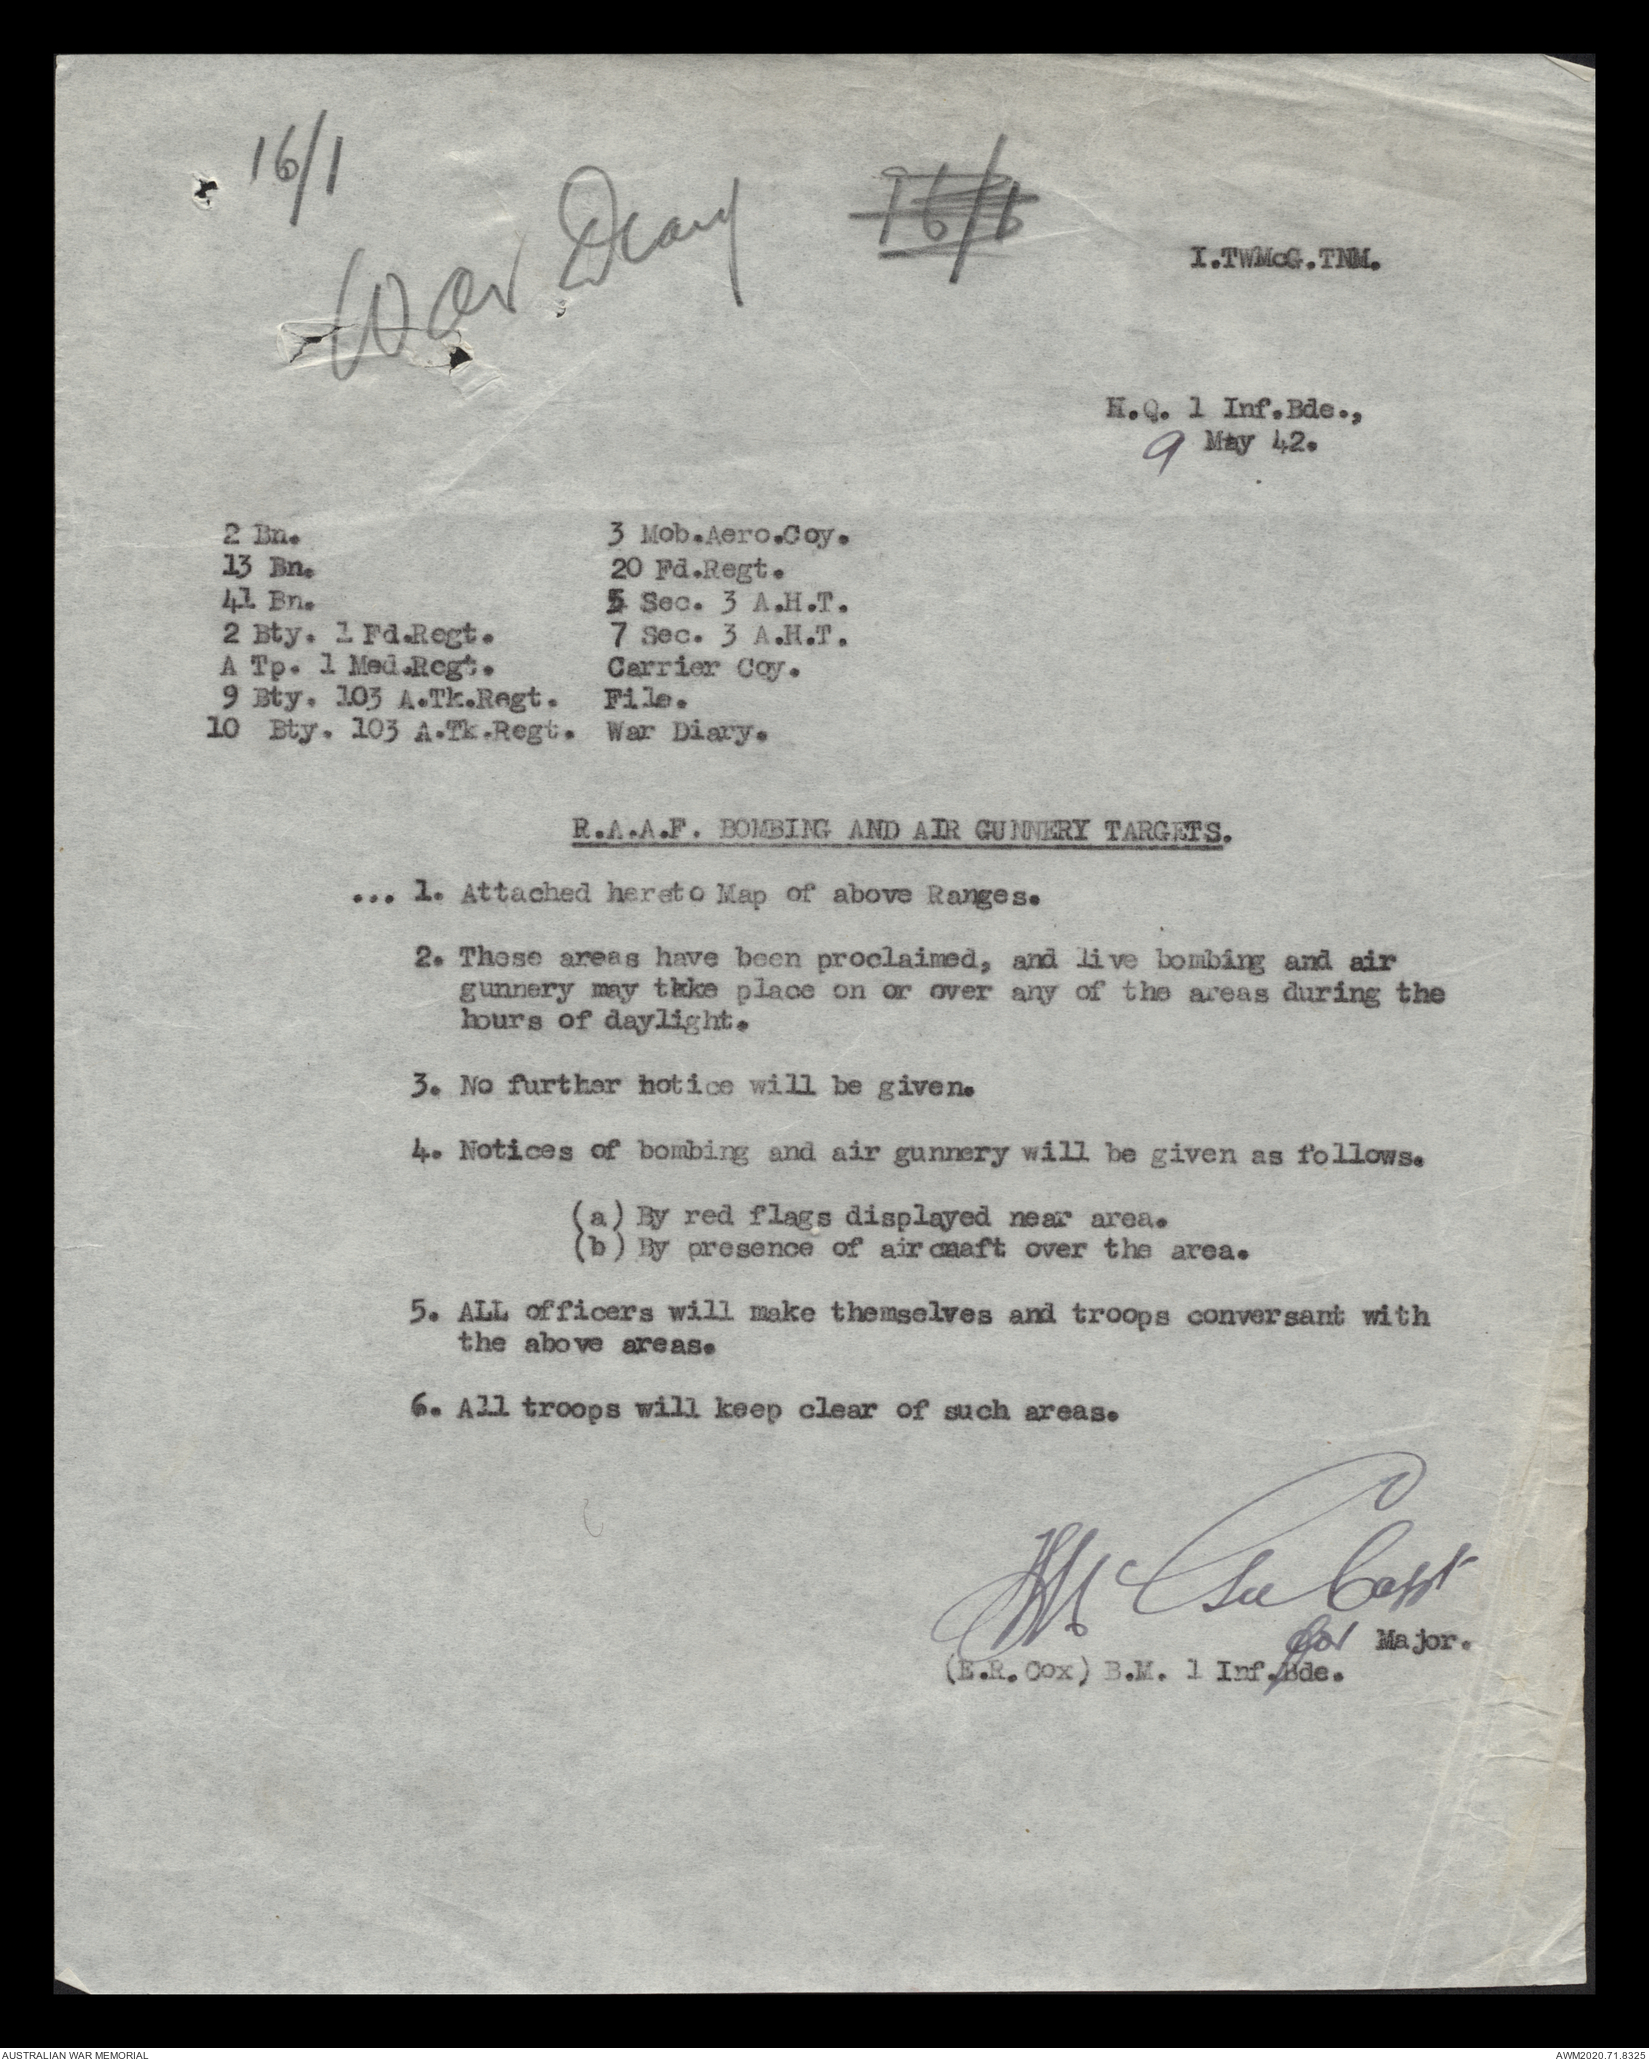 16/1
War Diary
16/1
I.TWMcG.TNM.
H.Q. 1 Inf.Bde.,
9 May 42.
2 Bn. 3 Mob.Aero.Coy.
13 Bn. 20 Fd.Regt.
41 Bn. 5 Sec. 3 A.H.T.
2 Bty. 1 Fd.Regt. 7 Sec. 3 A.H.T.
A Tp. 1 Med.Regt. Carrier Coy.
9 Bty. 103 A.Tk.Regt. File.
10 Bty. 103 A.Tk.Regt. War Diary.
R.A.A.F. BOMBING AND AIR GUNNERY TARGETS.
... 1. Attached hereto Map of above Ranges.
2. These areas have been proclaimed, and live bombing and air
gunnery may take place on or over any of the areas during the
hours of daylight.
3. No further notice will be given.
4. Notices of bombing and air gunnery will be given as follows.
(a) By red flags displayed near area.
(b) By presence of aircraft over the area.
5. ALL officers will make themselves and troops conversant with
the above areas.
6. All troops will keep clear of such areas.
Capt
for Major.
(E.R.Cox) B.M. 1 Inf.Bde.
AUSTRALIAN WAR MEMORIAL AWM2020.71.8325